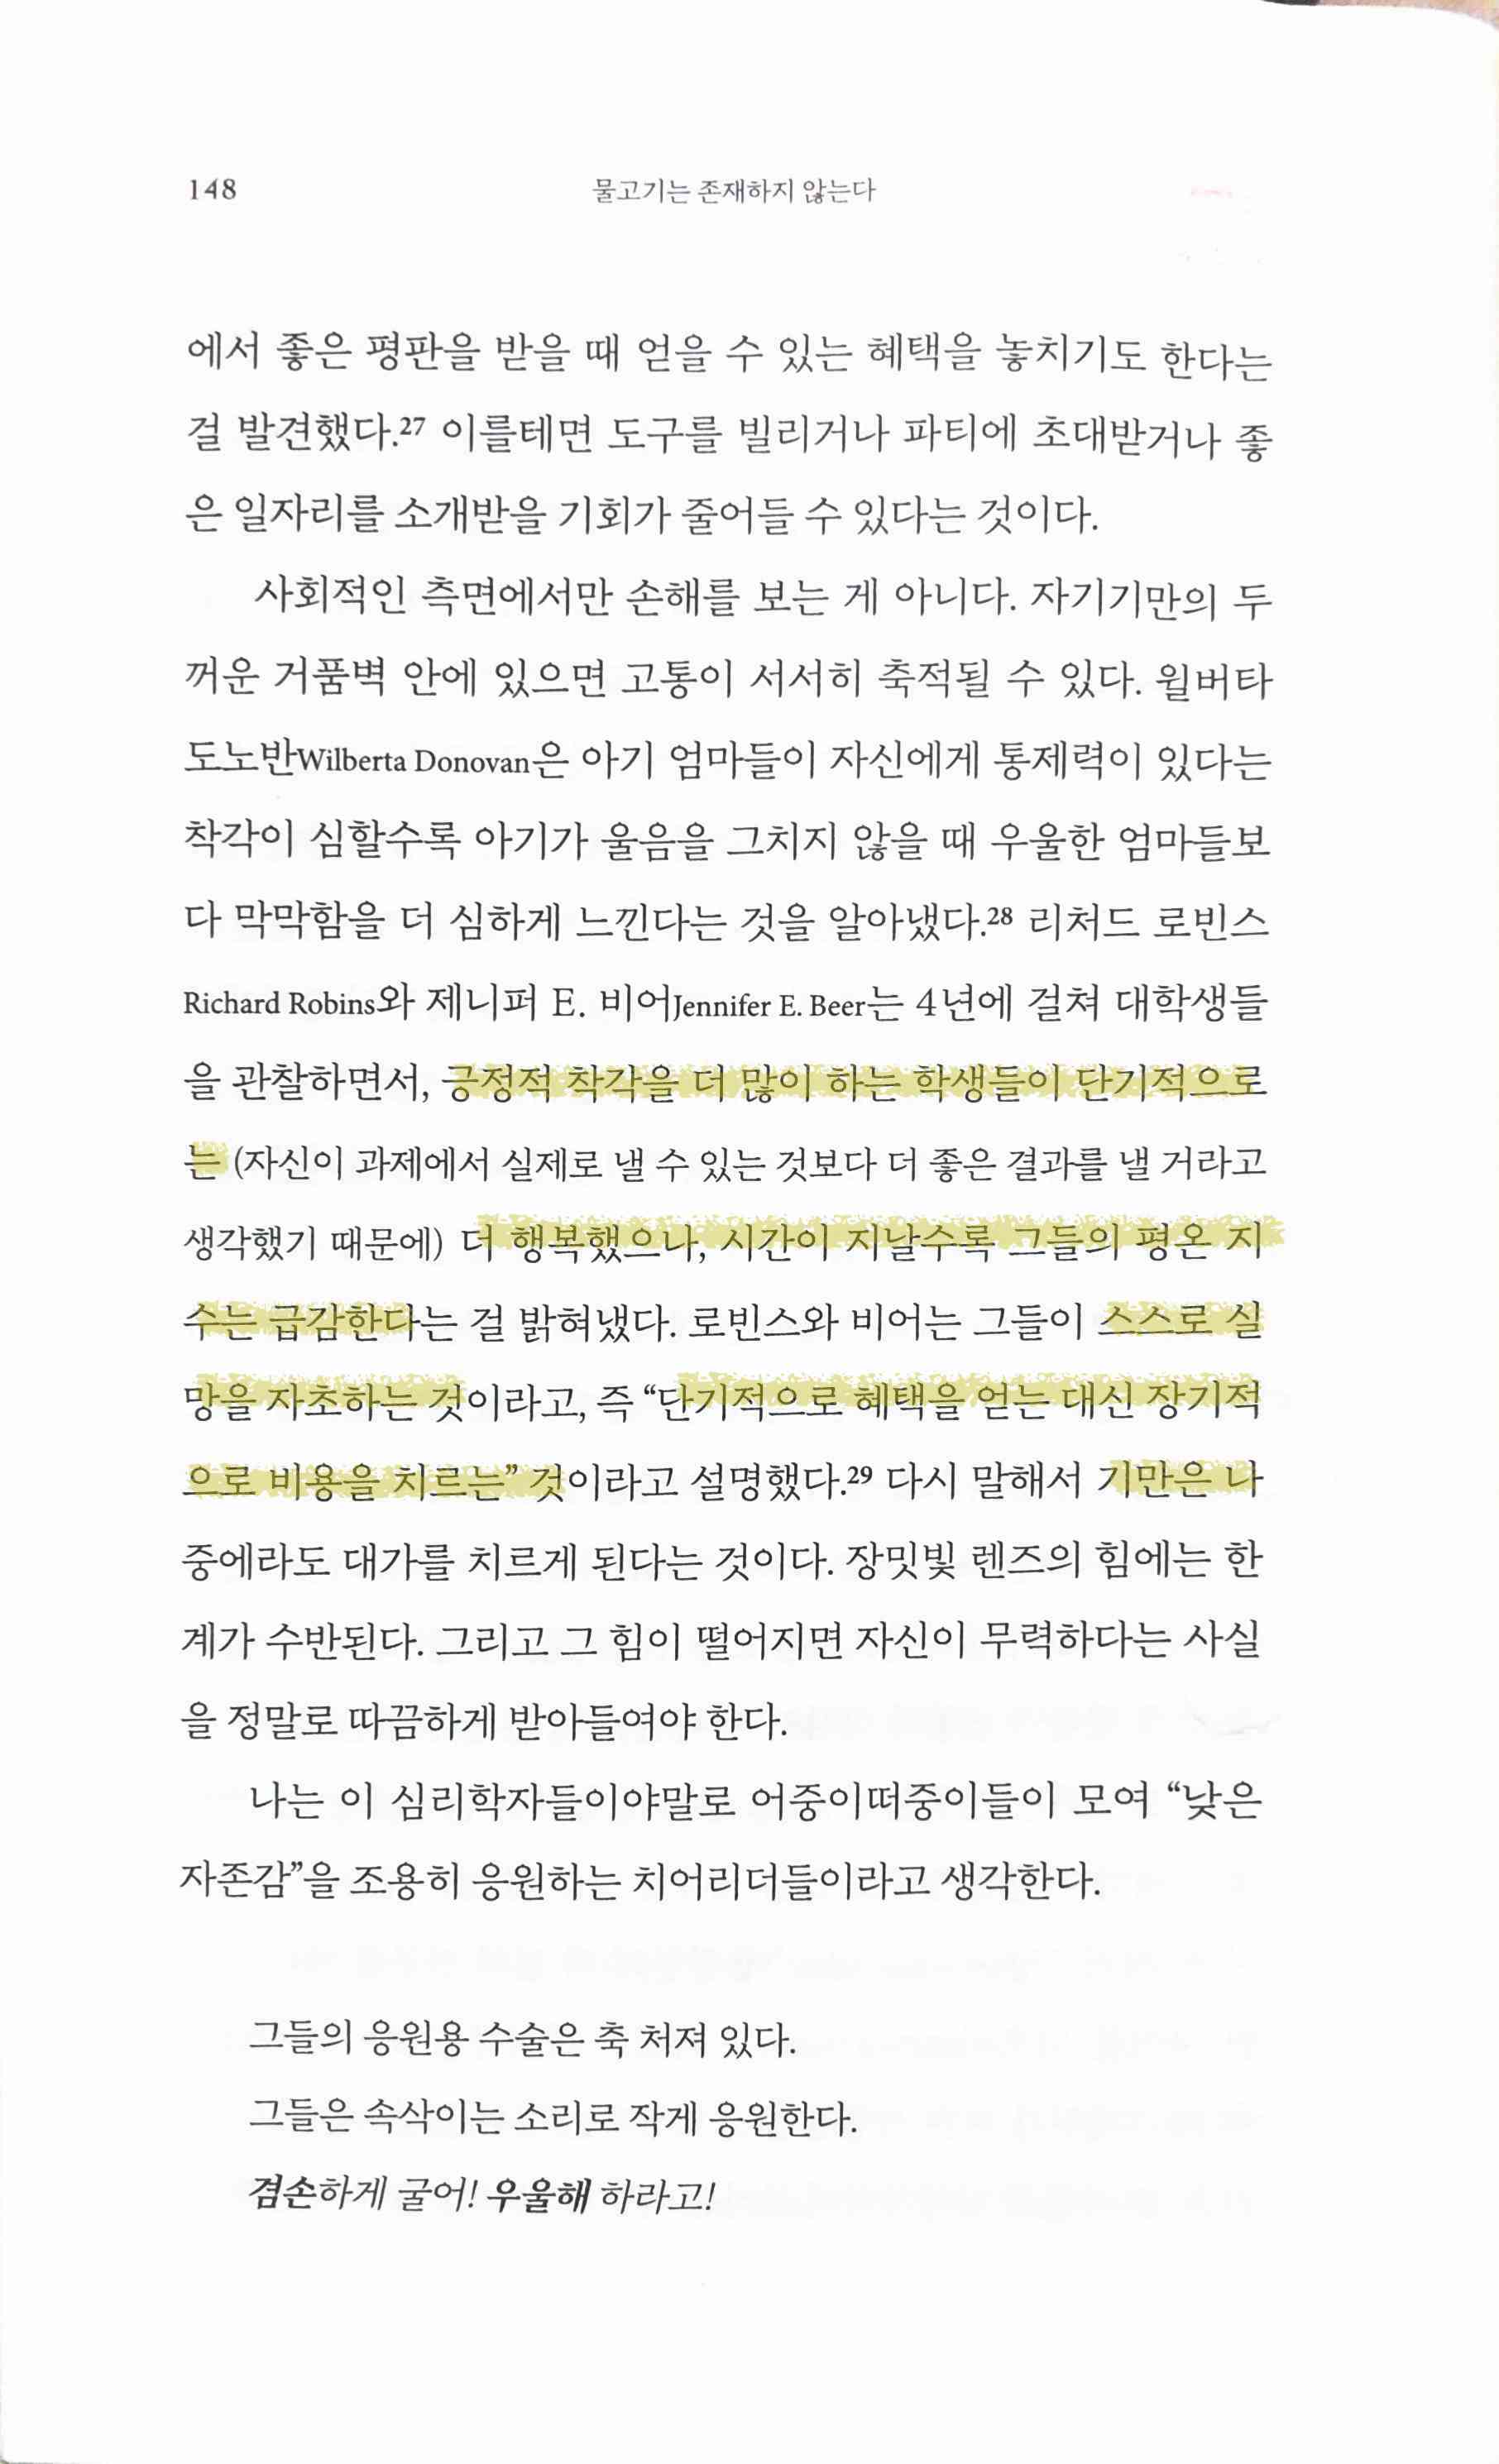 148
물고기는 존재하지 않는다
에서 좋은 평판을 받을 때 얻을 수 있는 혜택을 놓치기도 한다는
걸 발견했다.27 이를테면 도구를 빌리거나 파티에 초대받거나 좋
은 일자리를 소개받을 기회가 줄어들 수 있다는 것이다.
사회적인 측면에서만 손해를 보는 게 아니다. 자기기만의 두
꺼운 거품벽 안에 있으면 고통이 서서히 축적될 수 있다. 윌버타
도노반Wilberta Donovan은 아기 엄마들이 자신에게 통제력이 있다는
착각이 심할수록 아기가 울음을 그치지 않을 때 우울한 엄마들보
다 막막함을 더 심하게 느낀다는 것을 알아냈다.28 리처드 로빈스
Richard Robins와 제니퍼 E. 비어Jennifer E. Beer는 4년에 걸쳐 대학생들
을 관찰하면서, 긍정적 착각을 더 많이 하는 학생들이 단기적으로
는 (자신이 과제에서 실제로 낼 수 있는 것보다 더 좋은 결과를 낼 거라고
생각했기 때문에) 더 행복했으나, 시간이 지날수록 그들의 평온 지
수는 급감한다는 걸 밝혀냈다. 로빈스와 비어는 그들이 스스로 실
망을 자초하는 것이라고, 즉 “단기적으로 혜택을 얻는 대신 장기적
으로 비용을 치르는” 것이라고 설명했다.29 다시 말해서 기만은 나
중에라도 대가를 치르게 된다는 것이다. 장밋빛 렌즈의 힘에는 한
계가 수반된다. 그리고 그 힘이 떨어지면 자신이 무력하다는 사실
을 정말로 따끔하게 받아들여야 한다.
나는 이 심리학자들이야말로 어중이떠중이들이 모여 “낮은
자존감”을 조용히 응원하는 치어리더들이라고 생각한다.
그들의 응원용 수술은 축 처져 있다.
그들은 속삭이는 소리로 작게 응원한다.
겸손하게 굴어! 우울해 하라고!